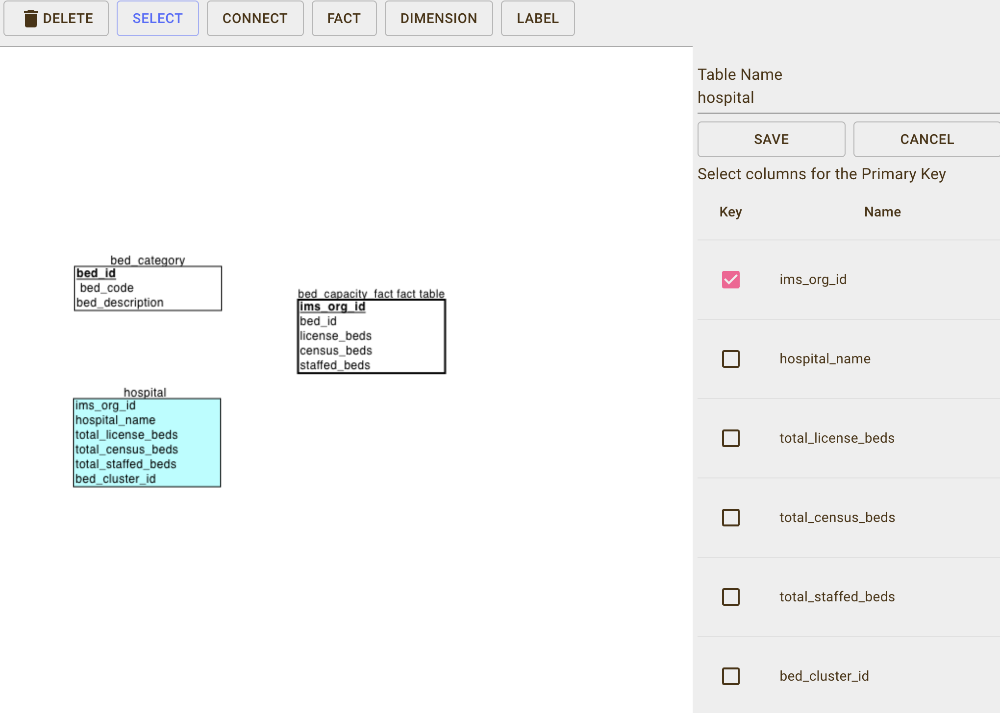 DELETE SELECT CONNECT FACT DIMENSION LABEL
bed_category
bed_id
bed_code
bed_description
bed_capacity_fact fact table
ims_org_id
bed_id
license_beds
census_beds
staffed_beds
hospital
ims_org_id
hospital_name
total_license_beds
total_census_beds
total_staffed_beds
bed_cluster_id
Table Name
hospital
SAVE CANCEL
Select columns for the Primary Key
Key Name
ims_org_id
hospital_name
total_license_beds
total_census_beds
total_staffed_beds
bed_cluster_id